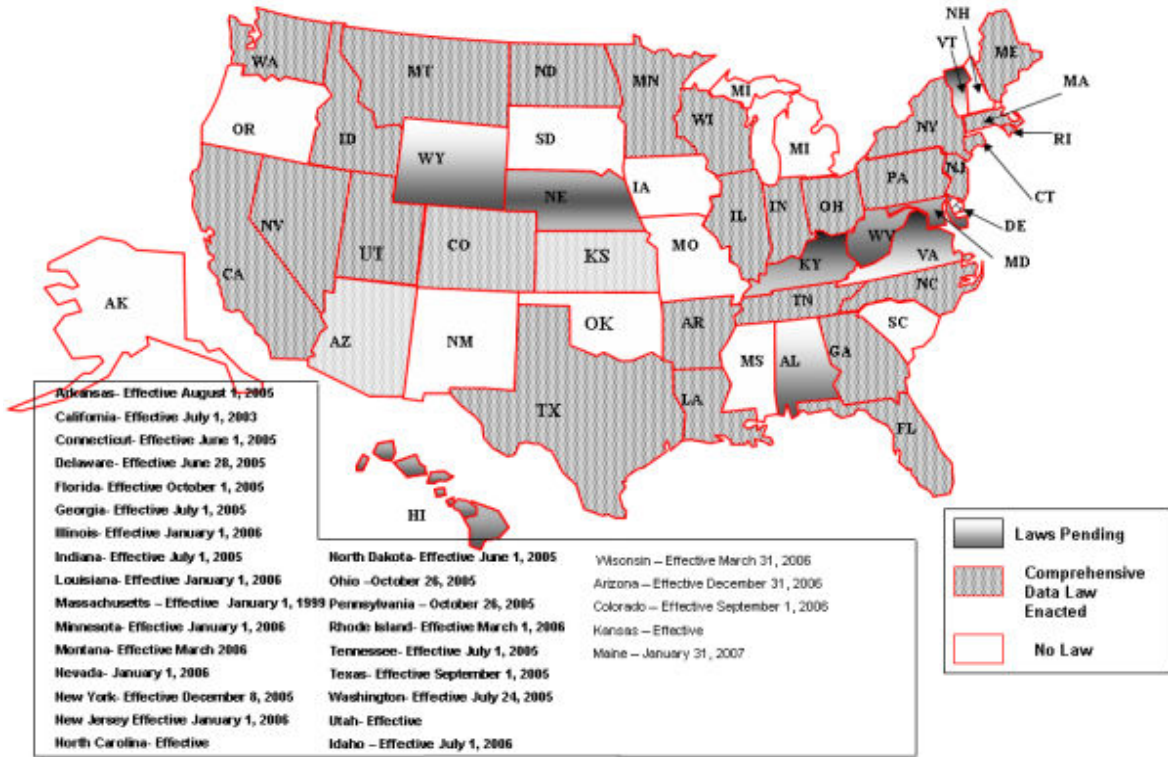 NH
VT
ME
WA
MT
ND
MN
MA
MI
OR
ID
SD
WI
NY
RI
WY
MI
CT
IA
PA
NJ
NE
IL
IN
OH
DE
NV
UT
CO
WV
VA
MD
CA
KS
MO
KY
NC
TN
AK
AZ
NM
OK
AR
SC
MS
AL
GA
LA
TX
FL
HI
Arkansas- Effective August 1, 2005
California- Effective July 1, 2003
Connecticut- Effective June 1, 2005
Delaware- Effective June 28, 2005
Florida- Effective October 1, 2005
Georgia- Effective July 1, 2005
Illinois- Effective January 1, 2006
Indiana- Effective July 1, 2005
Louisiana- Effective January 1, 2006
Massachusetts – Effective January 1, 1999
Minnesota- Effective January 1, 2006
Montana- Effective March 2006
Nevada- January 1, 2006
New York- Effective December 8, 2005
New Jersey Effective January 1, 2006
North Carolina- Effective
North Dakota- Effective June 1, 2005
Ohio –October 26, 2005
Pennsylvania – October 26, 2005
Rhode Island- Effective March 1, 2006
Tennessee- Effective July 1, 2005
Texas- Effective September 1, 2005
Washington- Effective July 24, 2005
Utah- Effective
Idaho – Effective July 1, 2006
Wisonsin – Effective March 31, 2006
Arizona – Effective December 31, 2006
Colorado – Effective September 1, 2006
Kansas – Effective
Maine – January 31, 2007
Laws Pending
Comprehensive
Data Law
Enacted
No Law